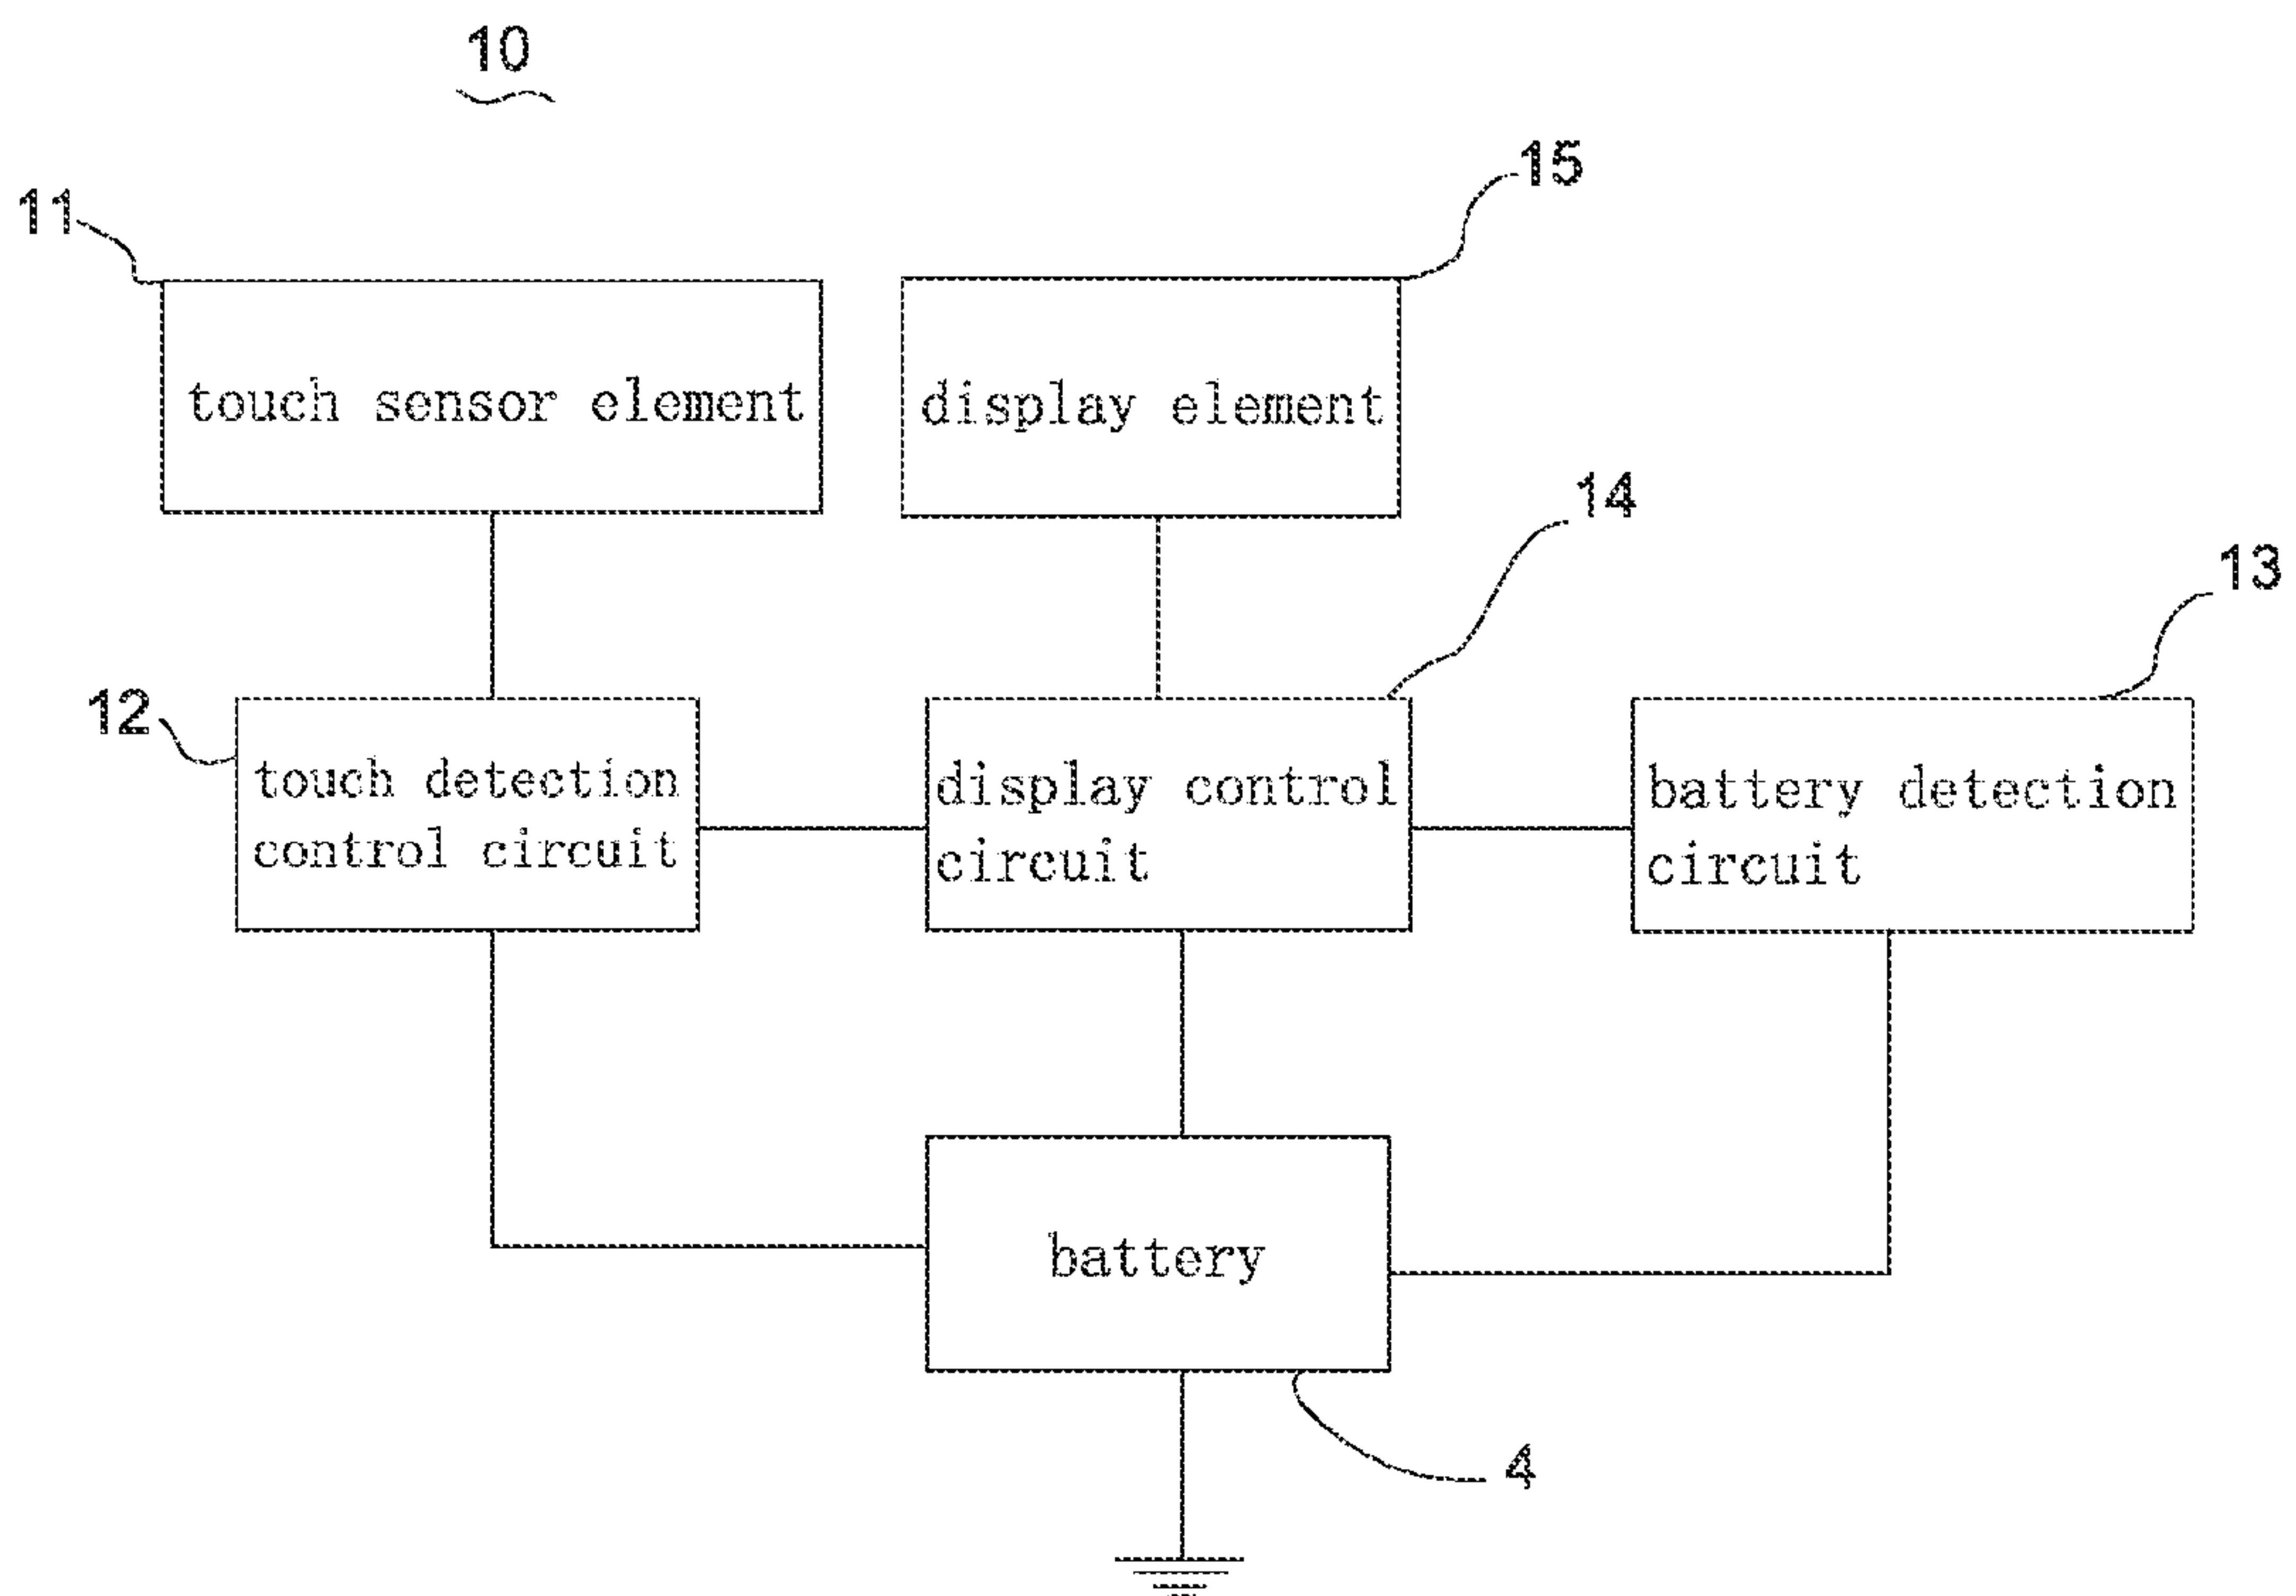 10
15
11
touch sensor element
display element
14
13
12
touch detection
control circuit
display control
circuit
battery detection
circuit
battery
4